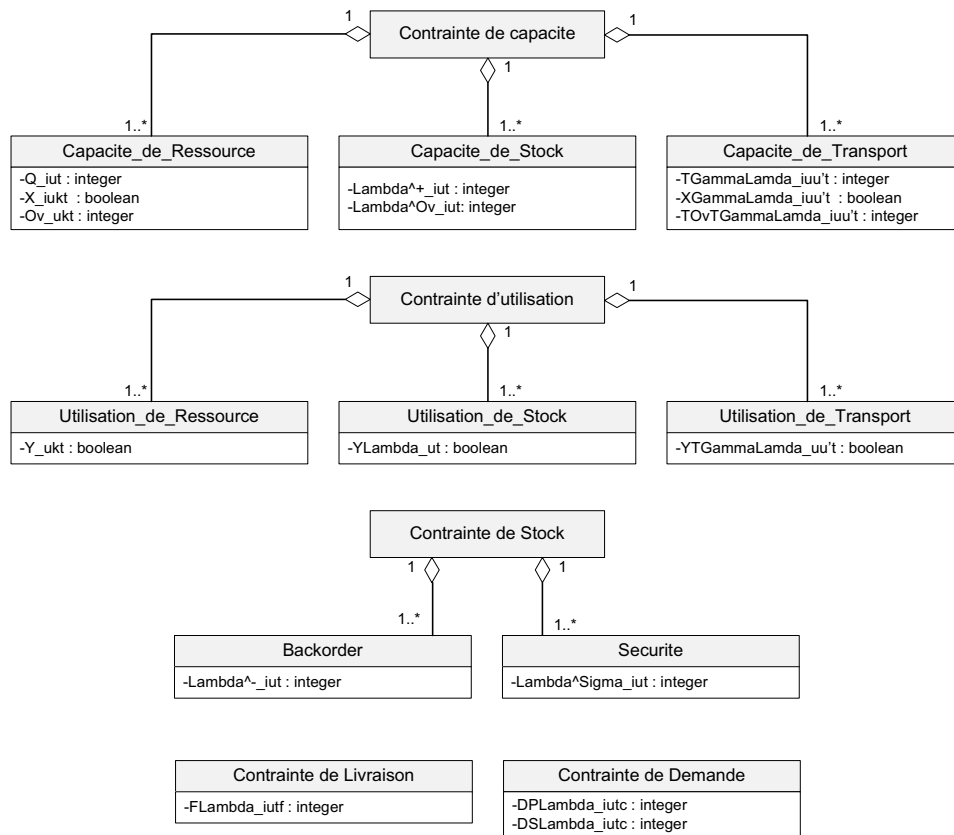 Contrainte de capacite
1
1
1
1..*
1..*
1..*
Capacite_de_Ressource
-Q_iut : integer
-X_iukt : boolean
-Ov_ukt : integer
Capacite_de_Stock
-Lambda^+_iut : integer
-Lambda^Ov_iut: integer
Capacite_de_Transport
-TGammaLamda_iuu't : integer
-XGammaLamda_iuu't : boolean
-TOvTGammaLamda_iuu't : integer
Contrainte d'utilisation
1
1
1
1..*
1..*
1..*
Utilisation_de_Ressource
-Y_ukt : boolean
Utilisation_de_Stock
-YLambda_ut : boolean
Utilisation_de_Transport
-YTGammaLamda_uu't : boolean
Contrainte de Stock
1
1
1..*
1..*
Backorder
-Lambda^-_iut : integer
Securite
-Lambda^Sigma_iut : integer
Contrainte de Livraison
-FLambda_iutf : integer
Contrainte de Demande
-DPLambda_iutc : integer
-DSLambda_iutc : integer